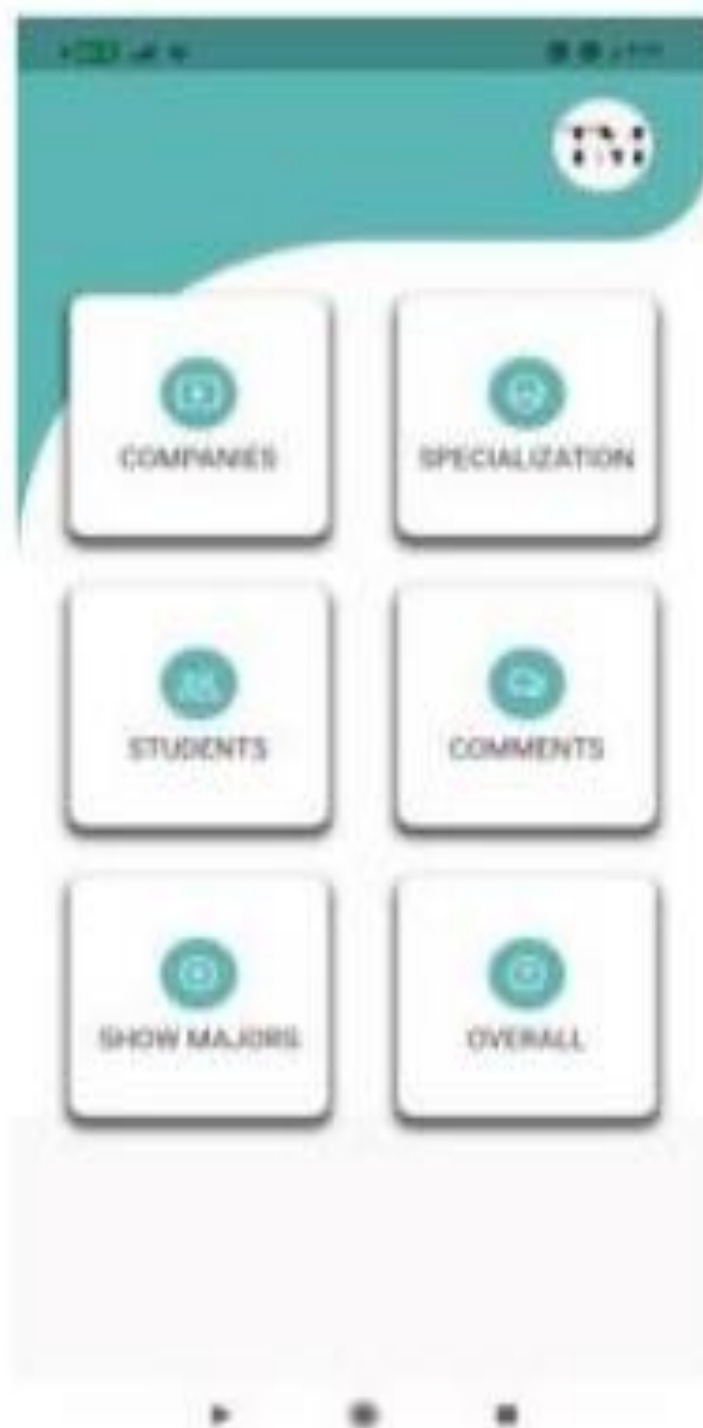 COMPANIES
SPECIALIZATION
STUDENTS
COMMENTS
SHOW MAJORS
OVERALL